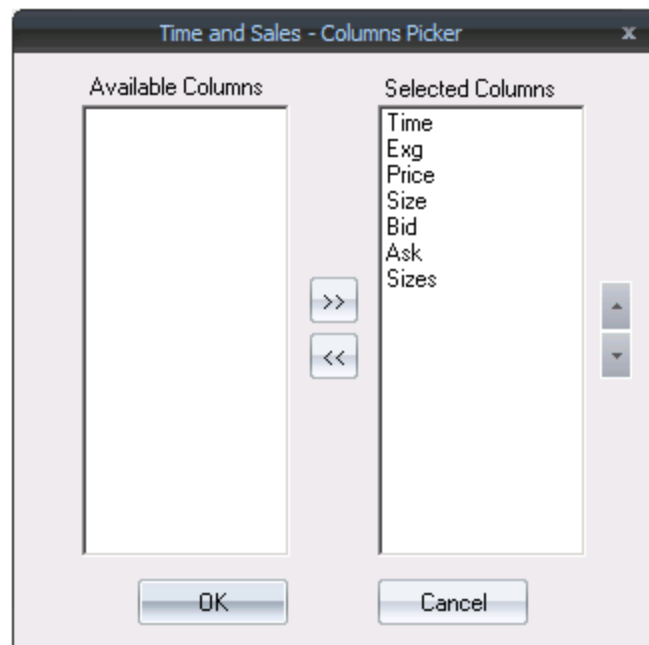 Time and Sales - Columns Picker x
Available Columns
Selected Columns
Time
Exg
Price
Size
Bid
Ask
Sizes
>>
<<
OK
Cancel